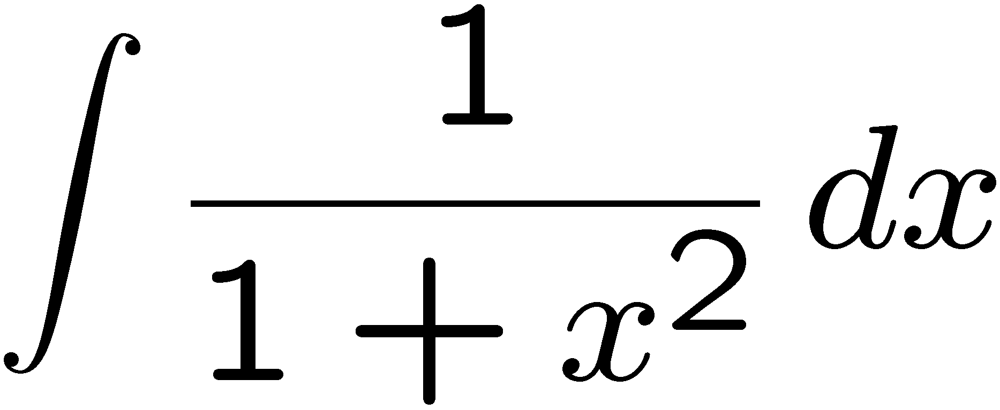 ∫ 1/(1 + x²) dx